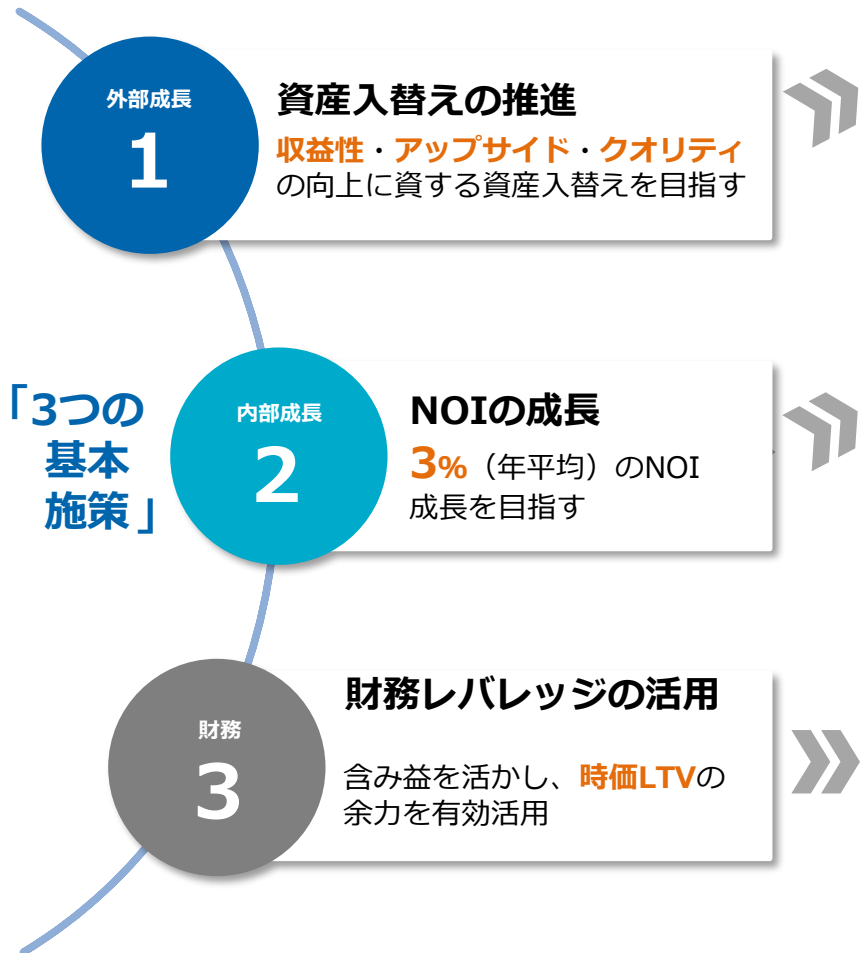 外部成長
1
資産入替えの推進
収益性・アップサイド・クオリティ
の向上に資する資産入替えを目指す
「3つの
基本
施策」
内部成長
2
NOIの成長
3%（年平均）のNOI
成長を目指す
財務
3
財務レバレッジの活用
含み益を活かし、時価LTVの
余力を有効活用